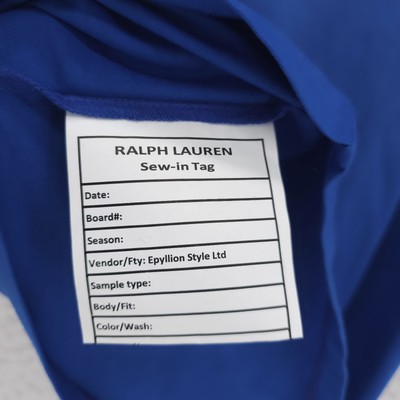 RALPH LAUREN
Sew-in Tag
Date:
Board#:
Season:
Vendor/Fty: Epyllion Style Ltd
Sample type:
Body/Fit:
Color/Wash: